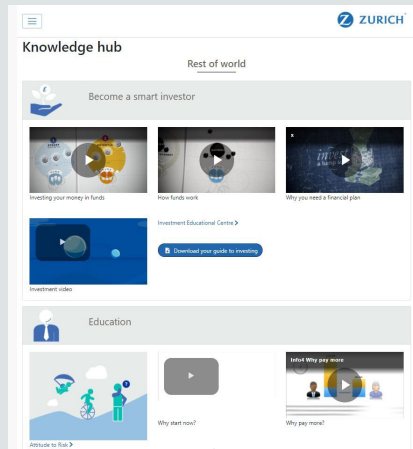 ZURICH
Knowledge hub
Rest of world
Become a smart investor
Investing your money in funds
How funds work
Why you need a financial plan
Investment Educational Centre >
Download your guide to investing
Investment video
Education
Info4 Why pay more
Why start now?
Why pay more?
Attitude to Risk >